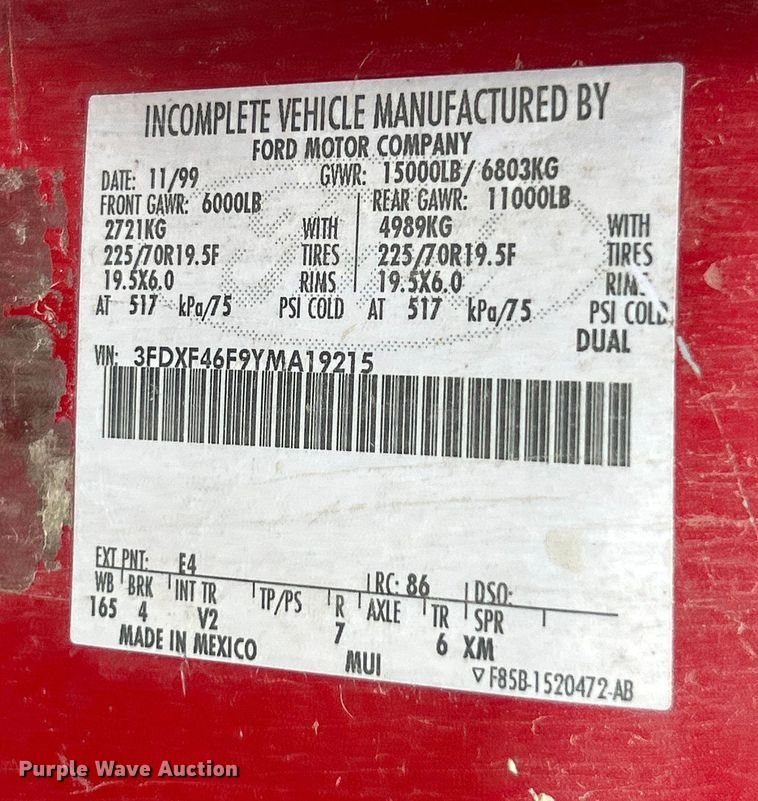 INCOMPLETE VEHICLE MANUFACTURED BY
FORD MOTOR COMPANY
DATE: 11/99 GVWR: 15000LB/ 6803KG
FRONT GAWR: 6000LB REAR GAWR: 11000LB
2721KG WITH 4989KG WITH
225/70R19.5F TIRES 225/70R19.5F TIRES
19.5X6.0 RIMS 19.5X6.0 RIMS
AT 517 kPa/75 PSI COLD AT 517 kPa/75 PSI COLD
DUAL
VIN: 3FDXF46F9YMA19215
EXT PNT: E4 RC: 86 DSO:
WB BRK INT TR TP/PS R AXLE TR SPR
165 4 V2 7 6 XM
MADE IN MEXICO MUI ▽F85B-1520472-AB
Purple Wave Auction